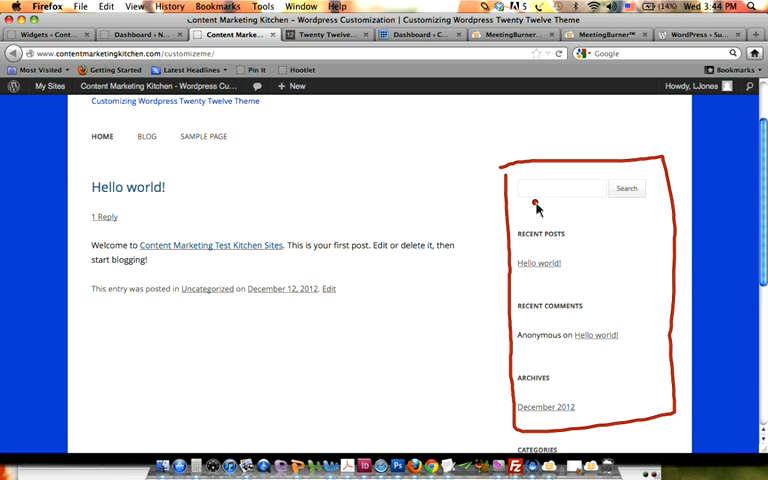 Firefox File Edit View History Bookmarks Tools Window Help 5 (14%) Wed 3:44 PM
Content Marketing Kitchen – Wordpress Customization | Customizing Wordpress Twenty Twelve Theme
Widgets ‹ Cont... Dashboard ‹ N... Content Marke... Twenty Twelve... Dashboard ‹ C... MeetingBurner... MeetingBurner... WordPress › Su...
www.contentmarketingkitchen.com/customizeme/ Google
Most Visited Getting Started Latest Headlines Pin It Hootlet Bookmarks
My Sites Content Marketing Kitchen - Wordpress Cu... + New Howdy, LJones
Customizing Wordpress Twenty Twelve Theme
HOME BLOG SAMPLE PAGE
Hello world!
1 Reply
Welcome to Content Marketing Test Kitchen Sites. This is your first post. Edit or delete it, then
start blogging!
This entry was posted in Uncategorized on December 12, 2012. Edit
Search
RECENT POSTS
Hello world!
RECENT COMMENTS
Anonymous on Hello world!
ARCHIVES
December 2012
CATEGORIES